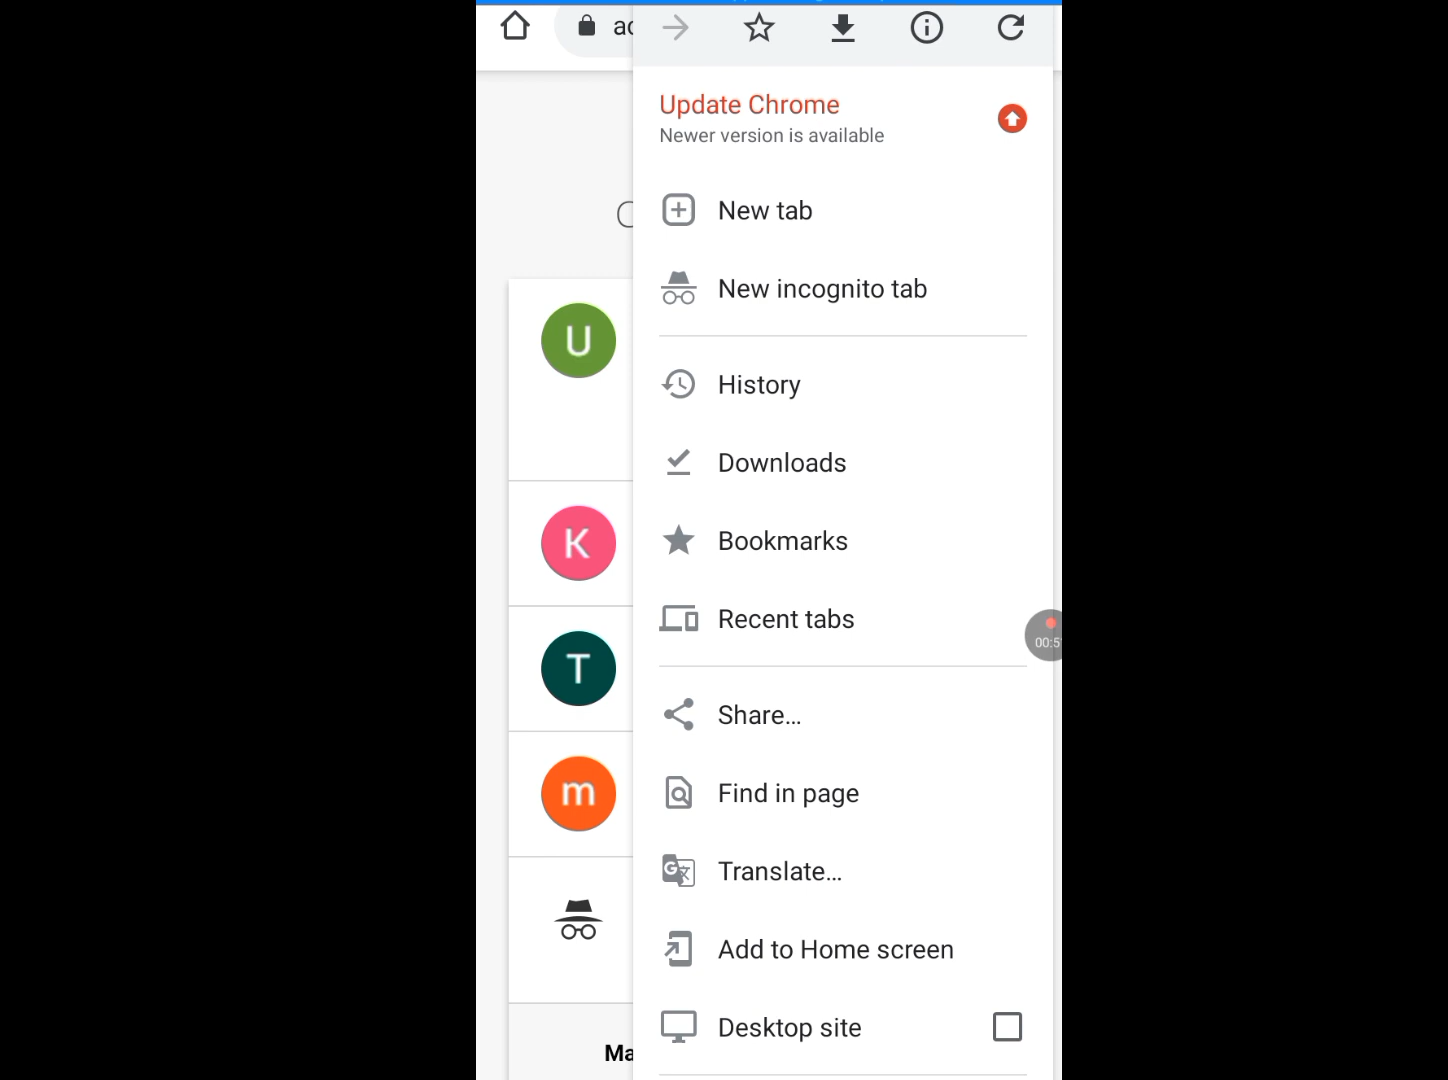 Update Chrome
Newer version is available
New tab
New incognito tab
U
History
Downloads
K
Bookmarks
Recent tabs
T
Share...
m
Find in page
Translate...
Add to Home screen
Desktop site